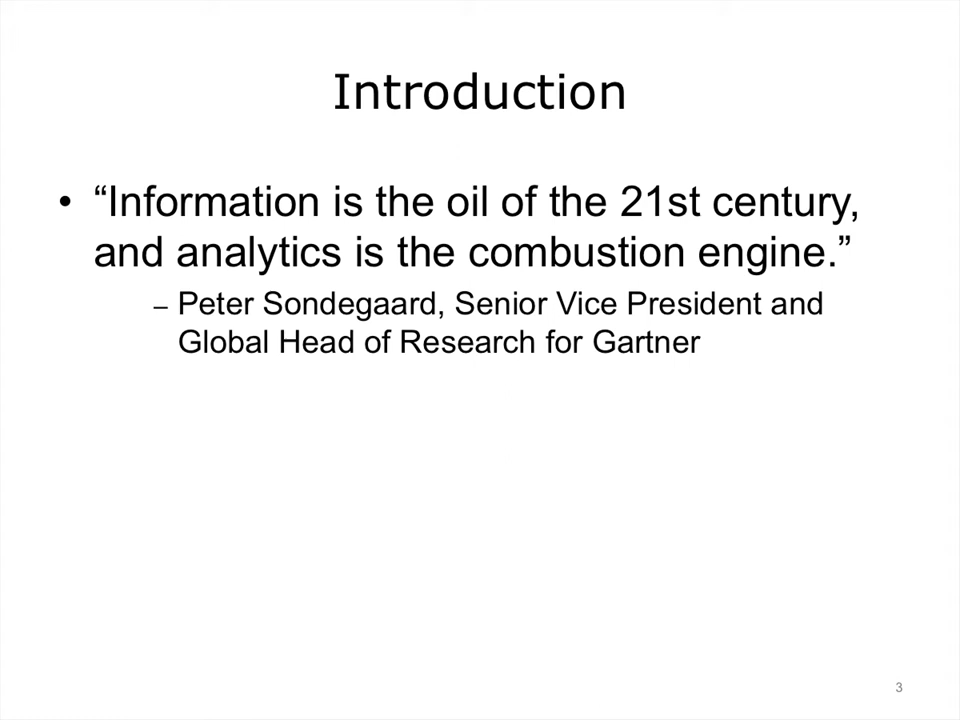 Introduction
• “Information is the oil of the 21st century,
and analytics is the combustion engine.”
– Peter Sondegaard, Senior Vice President and
Global Head of Research for Gartner
3